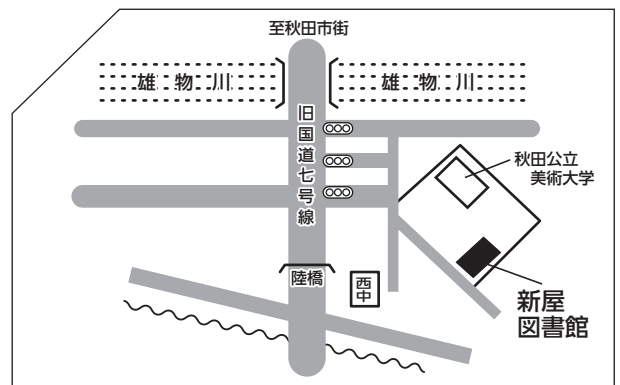 至秋田市街
雄物川
雄物川
旧国道七号線
秋田公立
美術大学
陸橋
西中
新屋
図書館